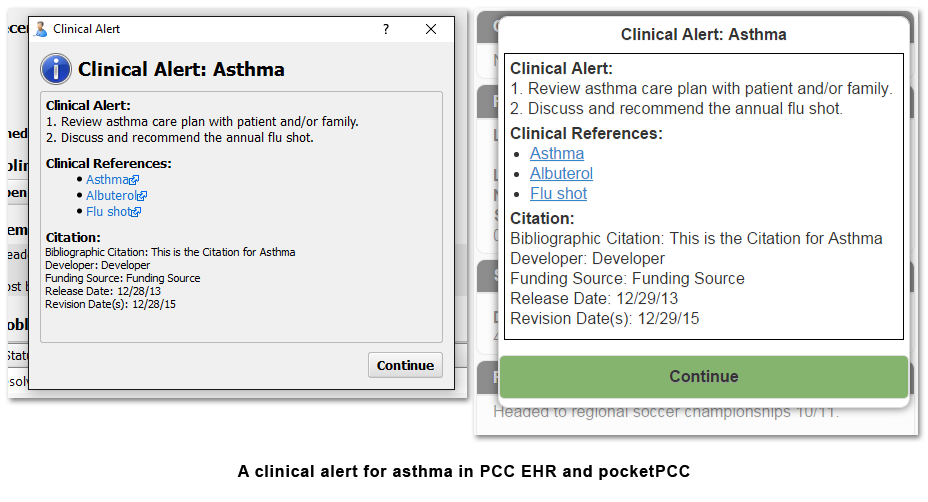 Clinical Alert
?
Clinical Alert: Asthma
Clinical Alert:
1. Review asthma care plan with patient and/or family.
2. Discuss and recommend the annual flu shot.
Clinical References:
• Asthma
• Albuterol
• Flu shot
Citation:
Bibliographic Citation: This is the Citation for Asthma
Developer: Developer
Funding Source: Funding Source
Release Date: 12/28/13
Revision Date(s): 12/28/15
Continue
Clinical Alert: Asthma
Clinical Alert:
1. Review asthma care plan with patient and/or family.
2. Discuss and recommend the annual flu shot.
Clinical References:
• Asthma
• Albuterol
• Flu shot
Citation:
Bibliographic Citation: This is the Citation for Asthma
Developer: Developer
Funding Source: Funding Source
Release Date: 12/29/13
Revision Date(s): 12/29/15
Continue
Headed to regional soccer championships 10/11.
A clinical alert for asthma in PCC EHR and pocketPCC